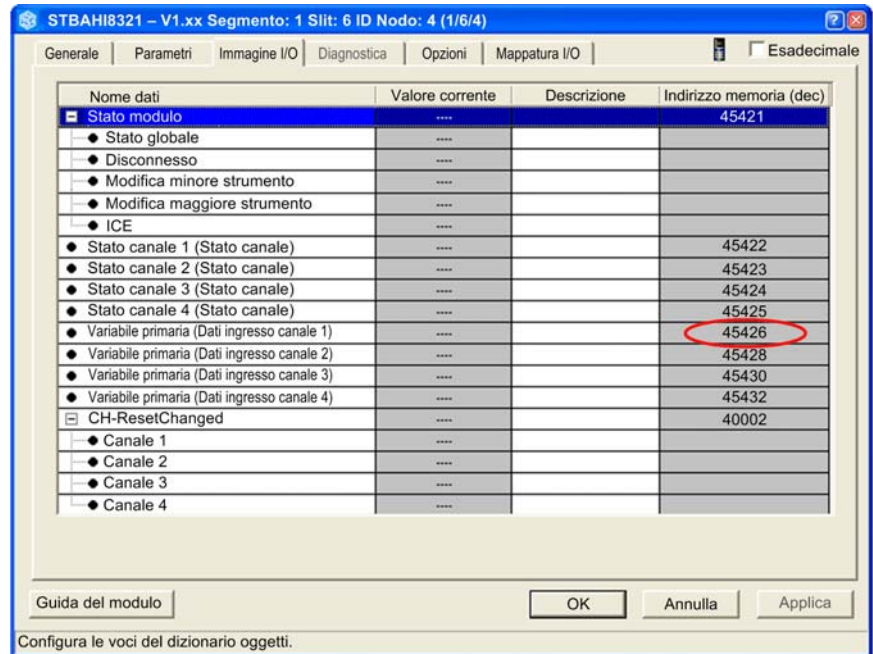 STBAHI8321 – V1.xx Segmento: 1 Slit: 6 ID Nodo: 4 (1/6/4)
Generale Parametri Immagine I/O Diagnostica Opzioni Mappatura I/O Esadecimale
Nome dati Valore corrente Descrizione Indirizzo memoria (dec)
Stato modulo ---- 45421
Stato globale ----
Disconnesso ----
Modifica minore strumento ----
Modifica maggiore strumento ----
ICE ----
Stato canale 1 (Stato canale) ---- 45422
Stato canale 2 (Stato canale) ---- 45423
Stato canale 3 (Stato canale) ---- 45424
Stato canale 4 (Stato canale) ---- 45425
Variabile primaria (Dati ingresso canale 1) ---- 45426
Variabile primaria (Dati ingresso canale 2) ---- 45428
Variabile primaria (Dati ingresso canale 3) ---- 45430
Variabile primaria (Dati ingresso canale 4) ---- 45432
CH-ResetChanged ---- 40002
Canale 1 ----
Canale 2 ----
Canale 3 ----
Canale 4 ----
Guida del modulo OK Annulla Applica
Configura le voci del dizionario oggetti.